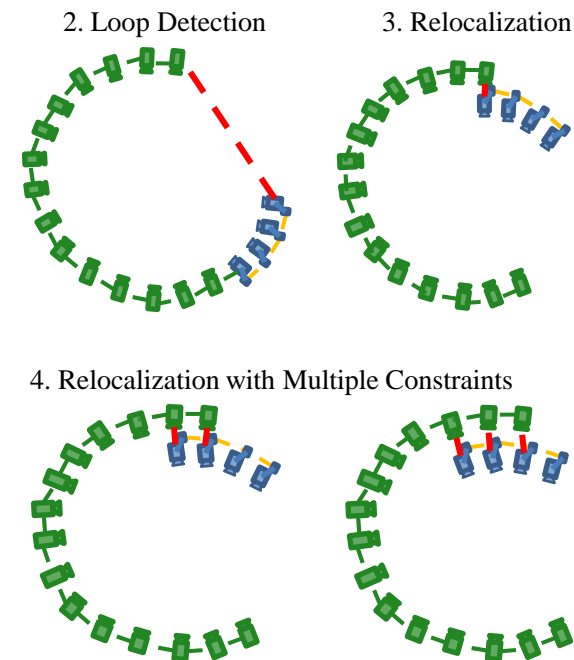 2. Loop Detection
3. Relocalization
4. Relocalization with Multiple Constraints